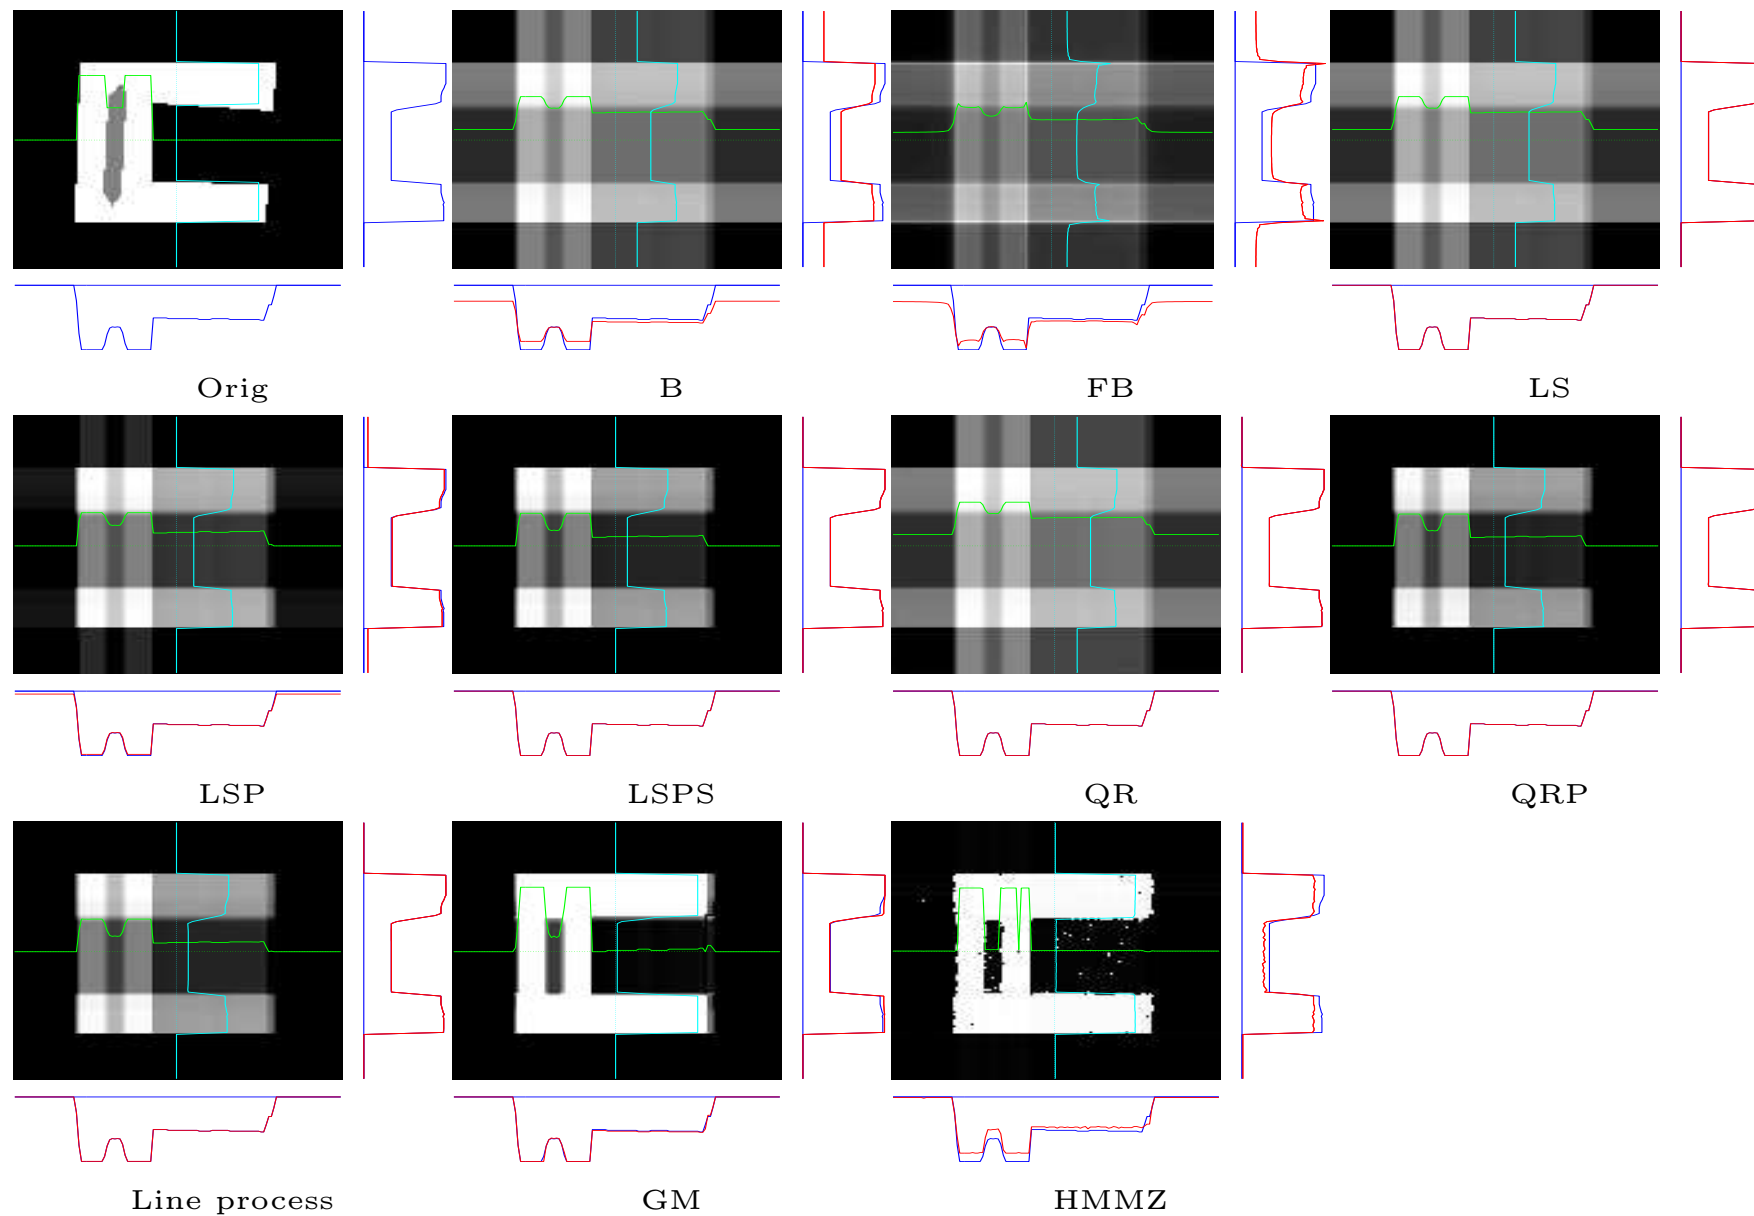 Orig
B
FB
LS
LSP
LSPS
QR
QRP
Line process
GM
HMMZ